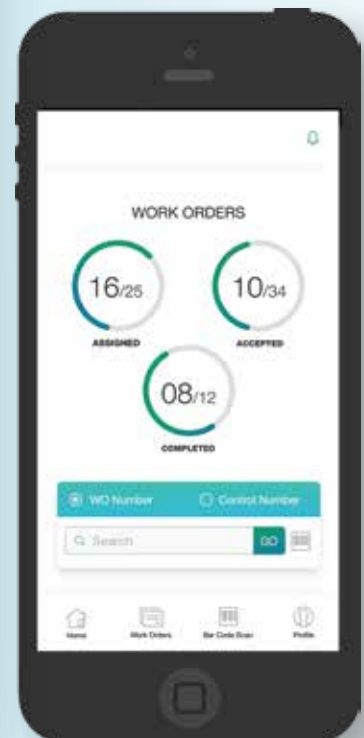 WORK ORDERS
16/25
10/34
ASSIGNED
ACCEPTED
08/12
COMPLETED
WO Number
Control Number
Search
GO
Home
Work Orders
Bar Code Scan
Profile